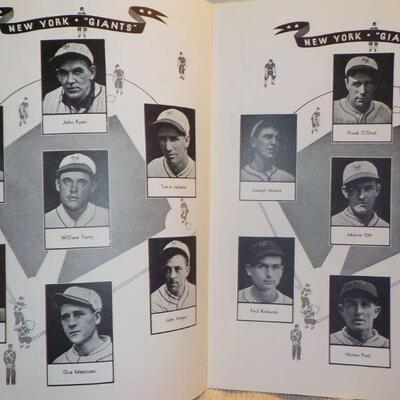 NEW YORK · "GIANTS"
John Ryan
Travis Jackson
William Terry
John Vergez
Gus Mancuso
NEW YORK · "GIA
Frank O'Doul
Joseph Moore
Melvin Ott
Paul Richards
Homer Peel